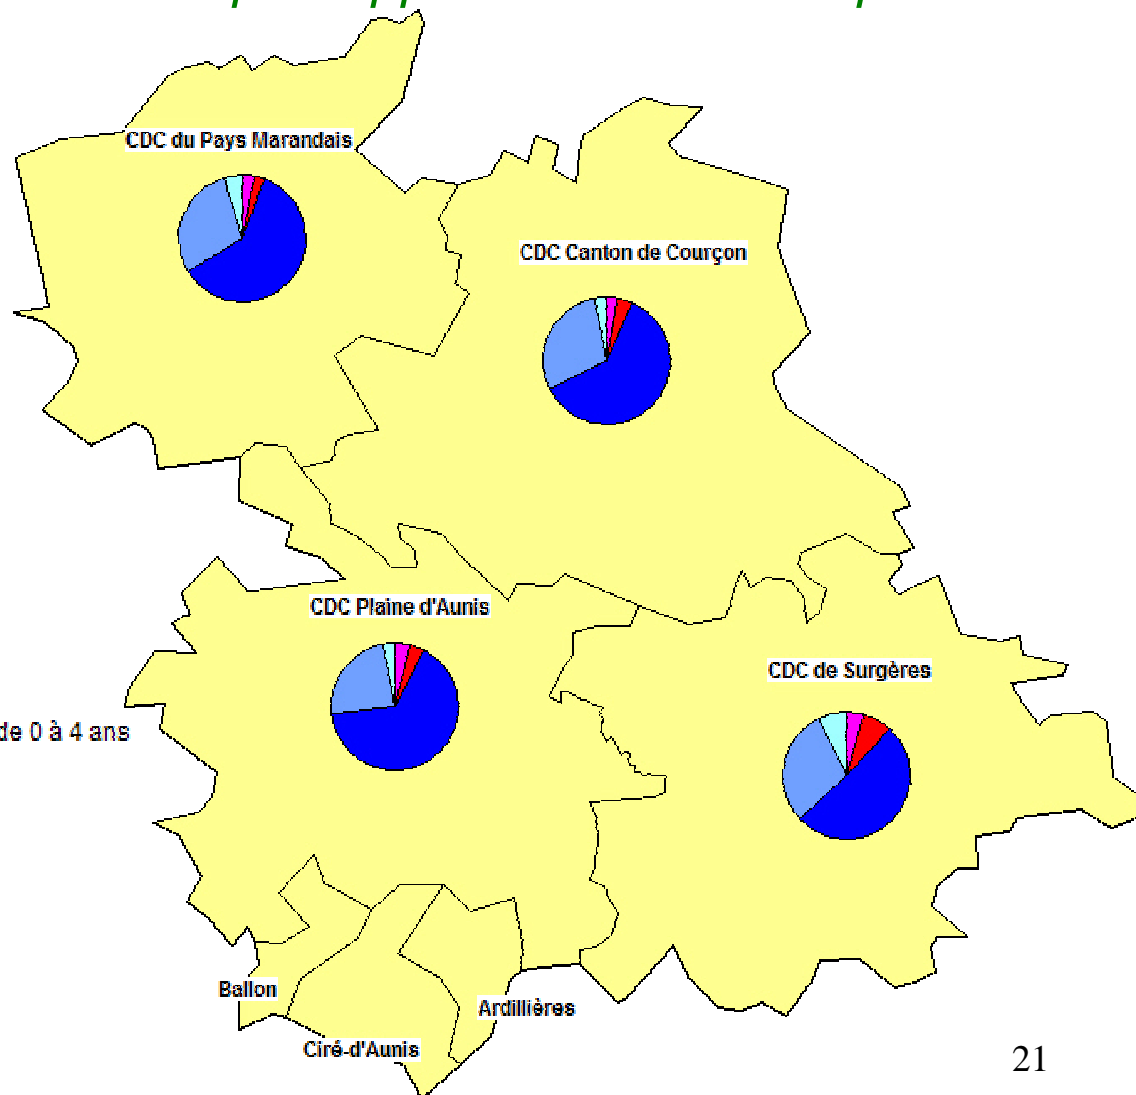 CDC du Pays Marandais
CDC Canton de Courçon
CDC Plaine d'Aunis
CDC de Surgères
de 0 à 4 ans
Ballon
Ardillières
Ciré-d'Aunis
21